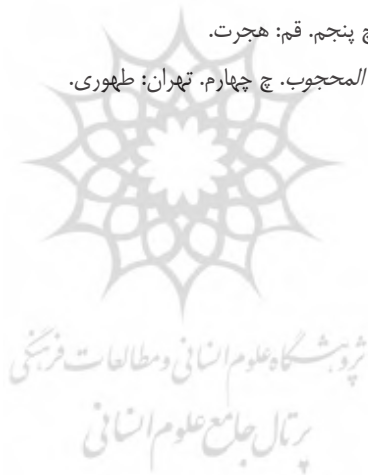 چ پنجم. قم: هجرت.
المحجوب. چ چهارم. تهران: طهوری.
پژوهشگاه علوم انسانی و مطالعات فرهنگی
پرتال جامع علوم انسانی